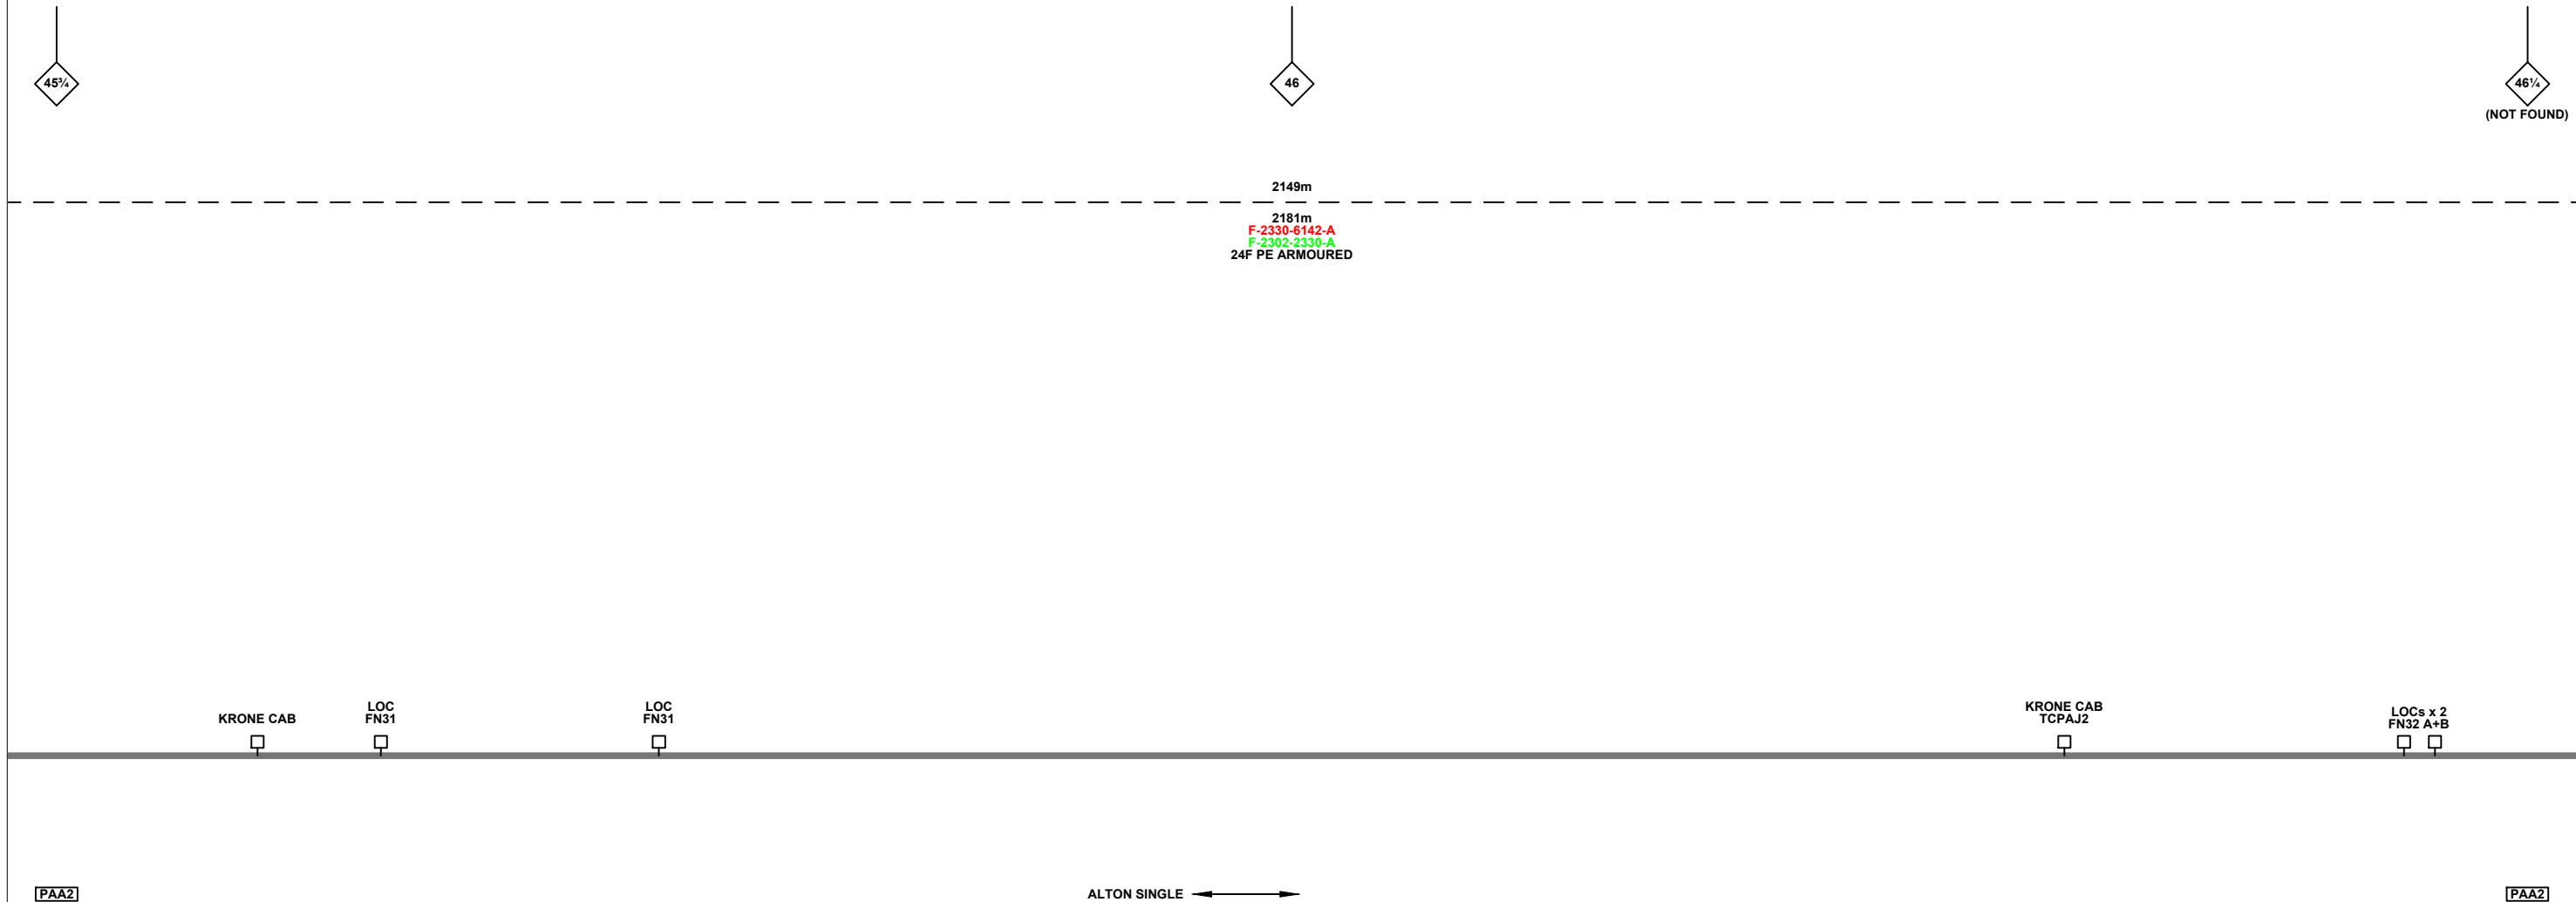 45¾
46
46¼
(NOT FOUND)
2149m
2181m
F-2330-6142-A
F-2302-2330-A
24F PE ARMOURED
KRONE CAB
LOC
FN31
LOC
FN31
KRONE CAB
TCPAJ2
LOCs x 2
FN32 A+B
PAA2
ALTON SINGLE
PAA2